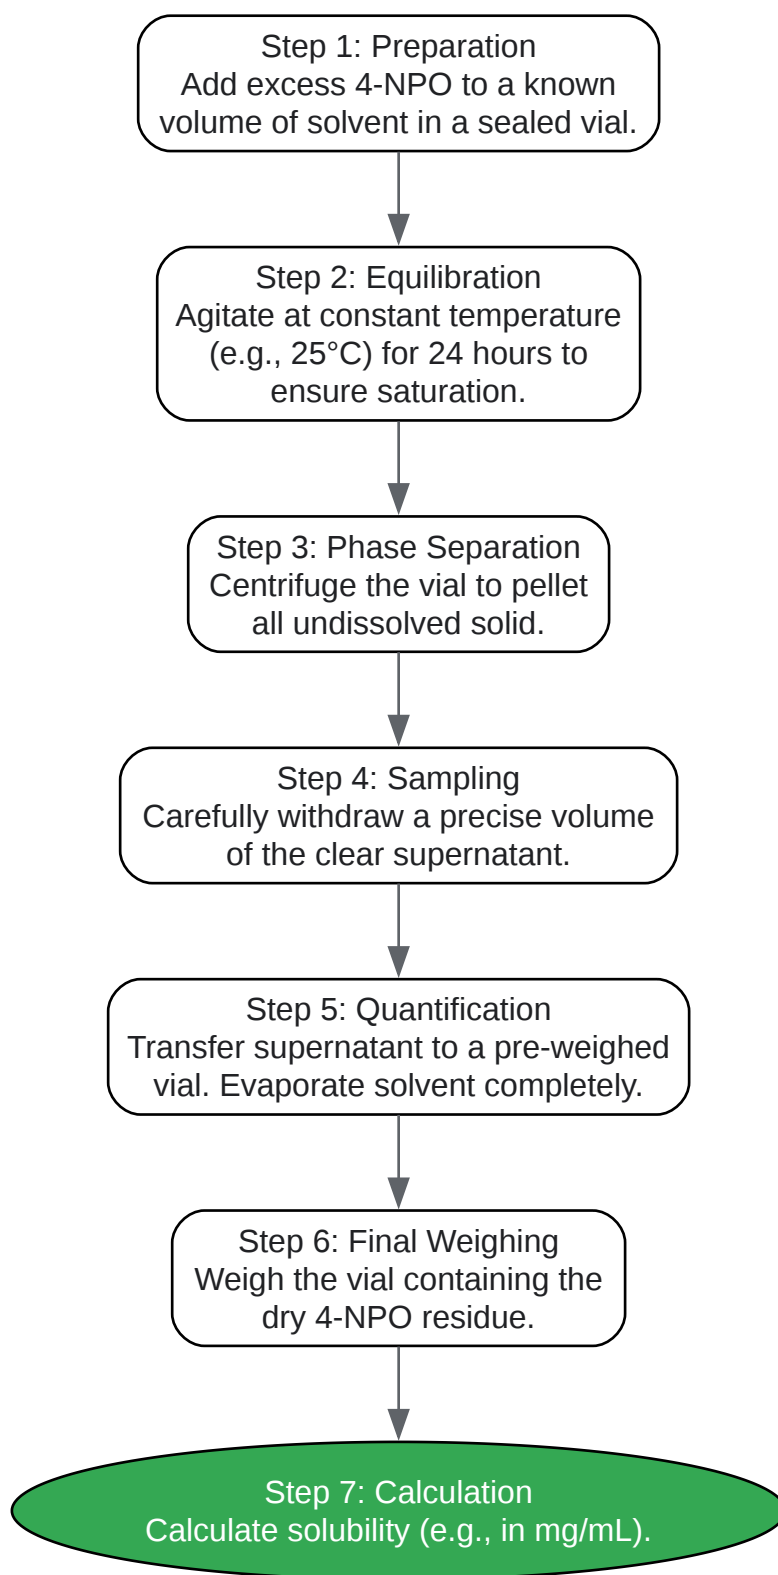 Step 1: Preparation
Add excess 4-NPO to a known
volume of solvent in a sealed vial.
Step 2: Equilibration
Agitate at constant temperature
(e.g., 25°C) for 24 hours to
ensure saturation.
Step 3: Phase Separation
Centrifuge the vial to pellet
all undissolved solid.
Step 4: Sampling
Carefully withdraw a precise volume
of the clear supernatant.
Step 5: Quantification
Transfer supernatant to a pre-weighed
vial. Evaporate solvent completely.
Step 6: Final Weighing
Weigh the vial containing the
dry 4-NPO residue.
Step 7: Calculation
Calculate solubility (e.g., in mg/mL).